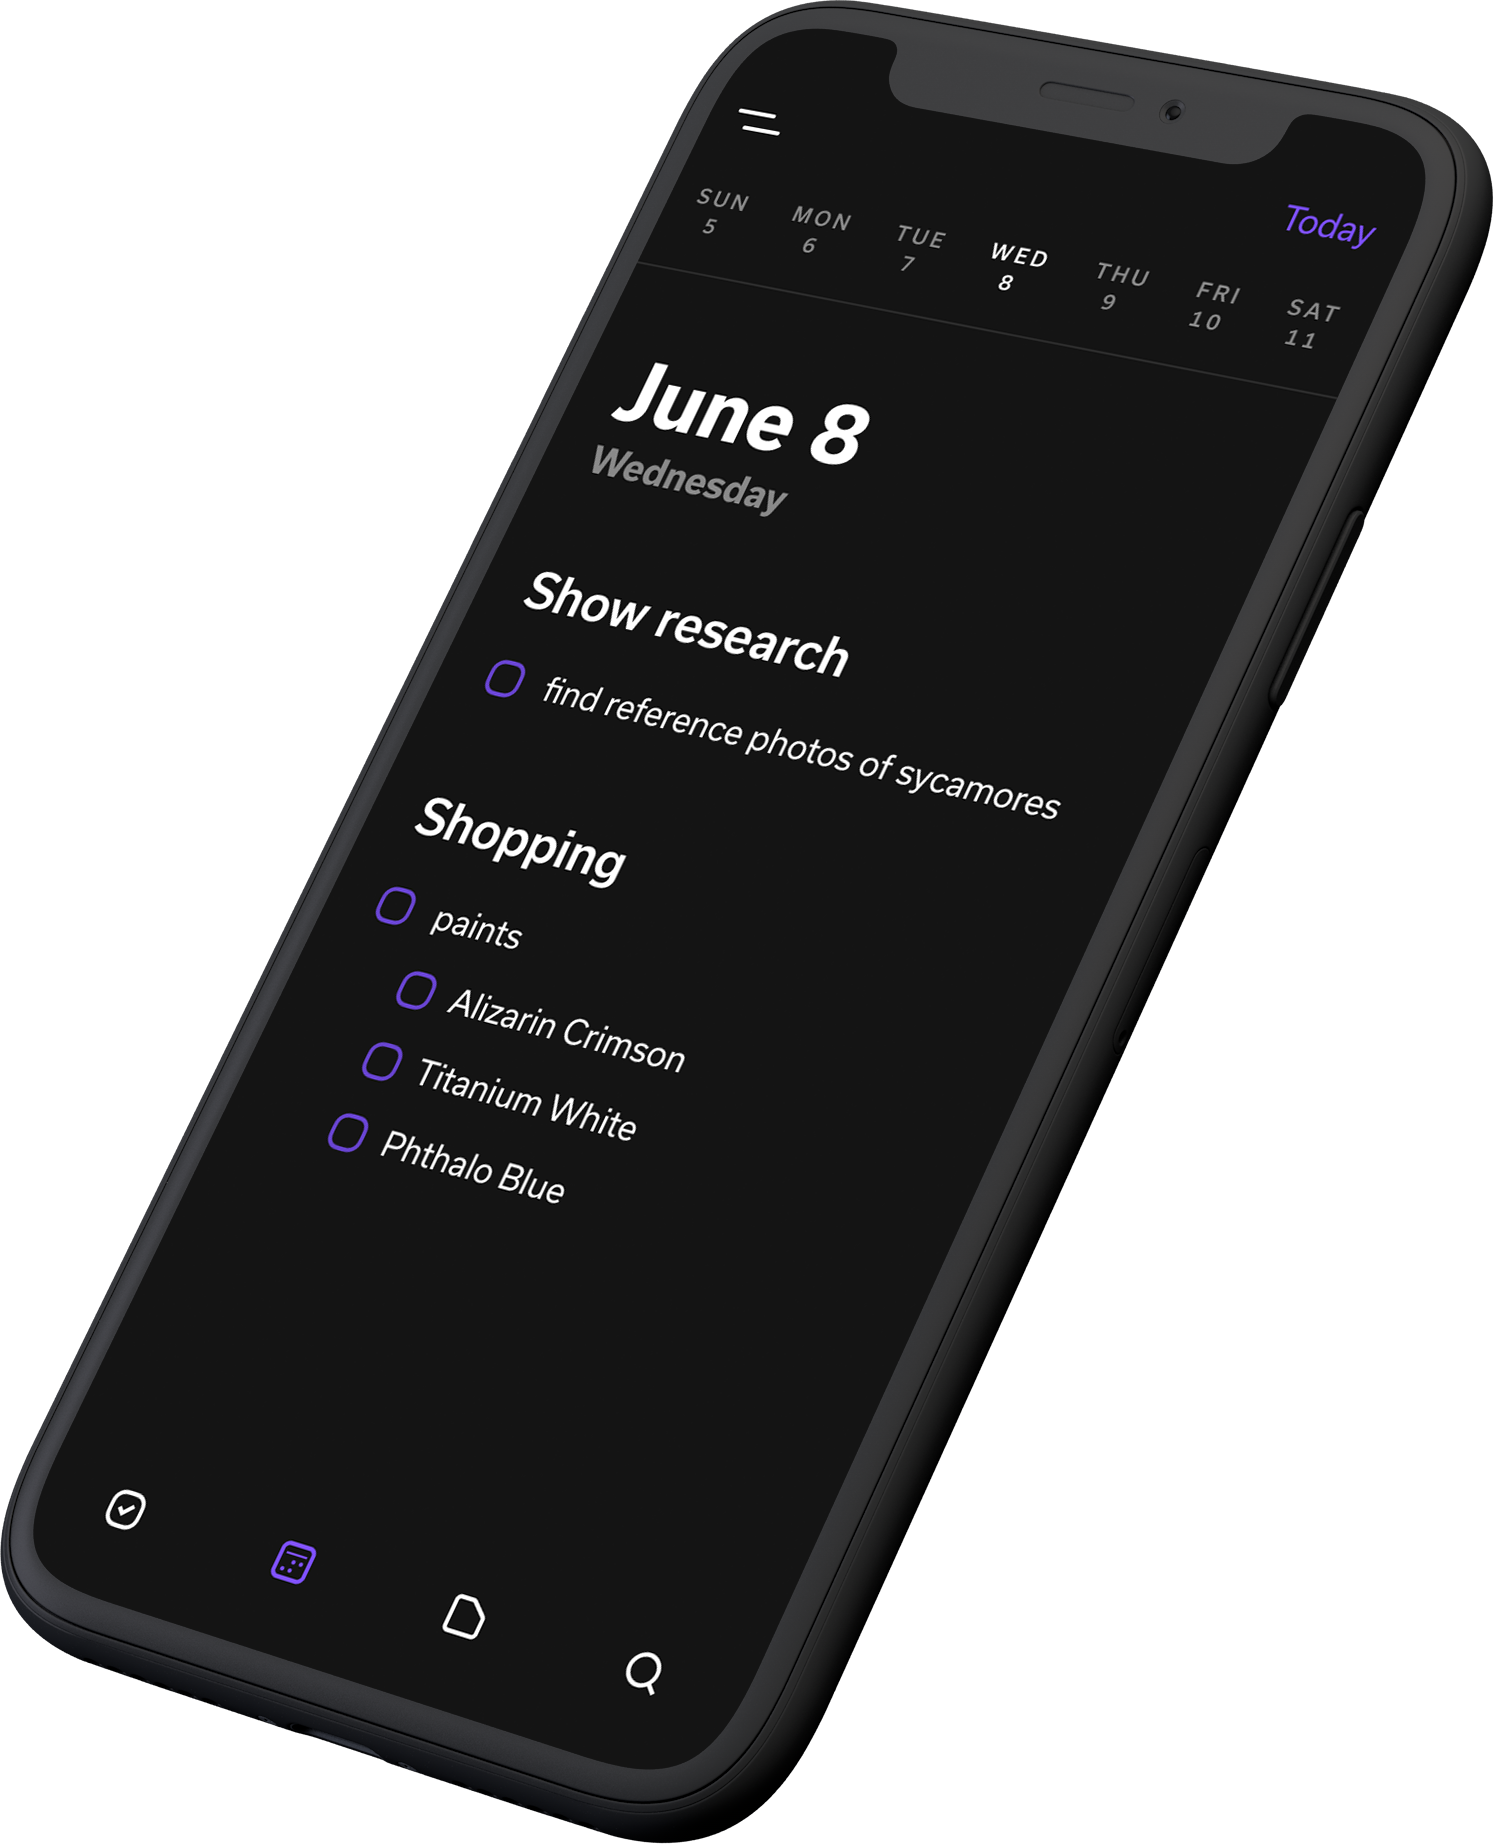 Today
SUN MON TUE WED THU FRI SAT
5 6 7 8 9 10 11
June 8
Wednesday
Show research
find reference photos of sycamores
Shopping
paints
Alizarin Crimson
Titanium White
Phthalo Blue